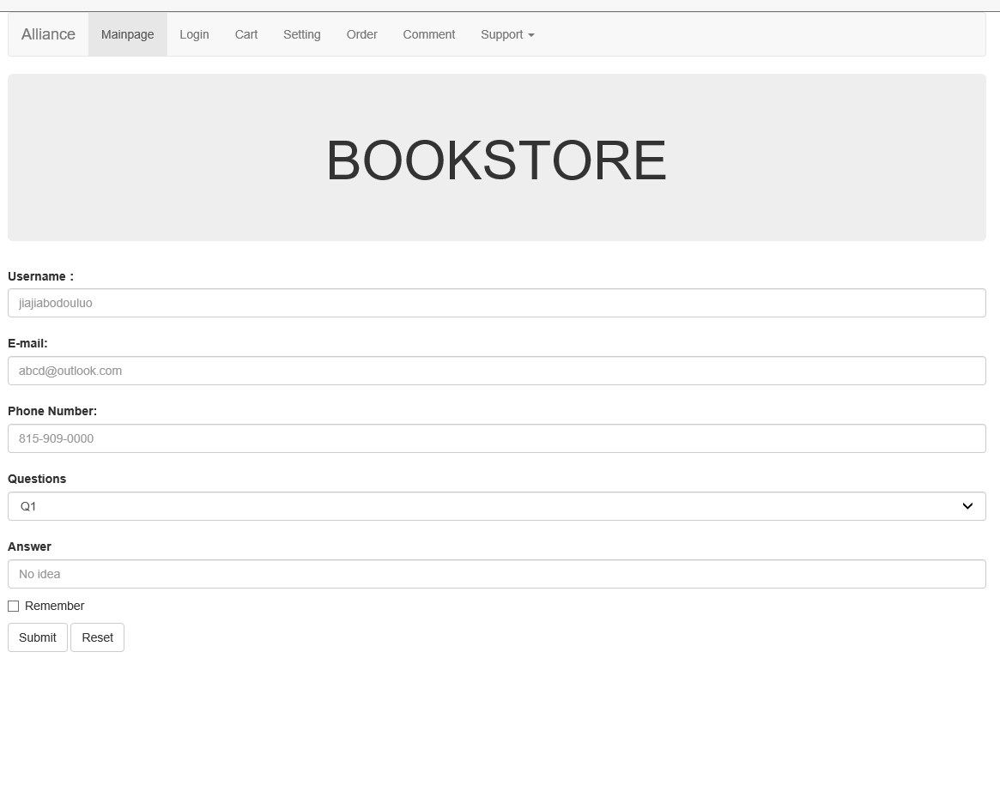 Alliance Mainpage Login Cart Setting Order Comment Support
BOOKSTORE
Username :
jiajiabodouluo
E-mail:
abcd@outlook.com
Phone Number:
815-909-0000
Questions
Q1
Answer
No idea
Remember
Submit Reset